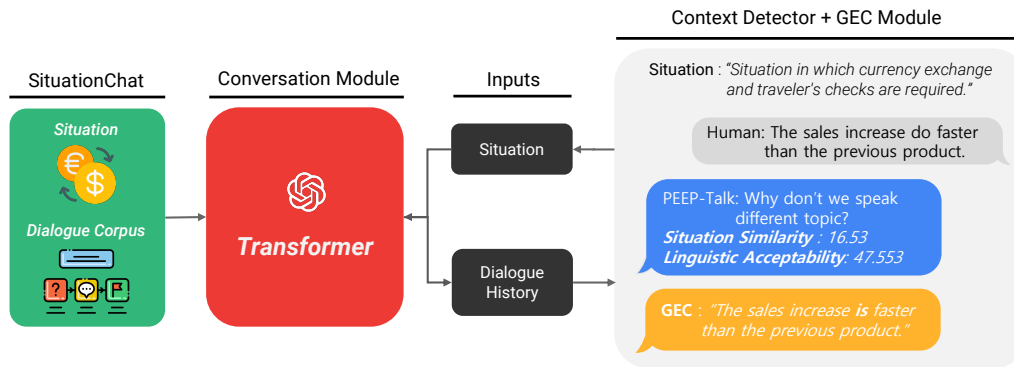 SituationChat
Situation
Dialogue Corpus
Conversation Module
Transformer
Inputs
Situation
Dialogue
History
Context Detector + GEC Module
Situation : “Situation in which currency exchange
and traveler's checks are required.“
Human: The sales increase do faster
than the previous product.
PEEP-Talk: Why don’t we speak
different topic?
Situation Similarity : 16.53
Linguistic Acceptability: 47.553
GEC : “The sales increase is faster
than the previous product.”